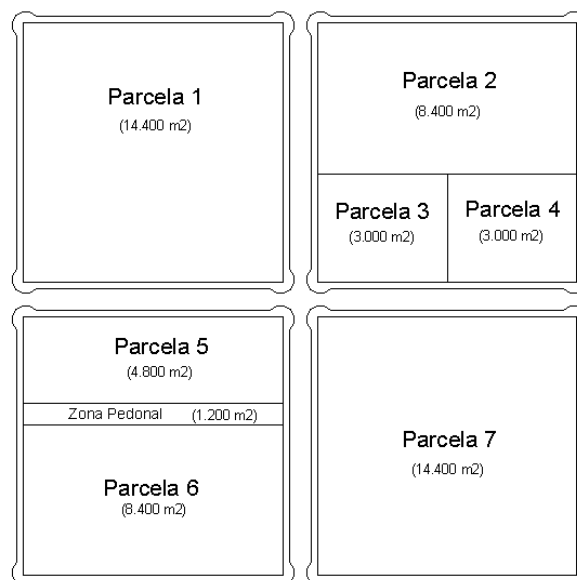 Parcela 1
(14.400 m2)
Parcela 2
(8.400 m2)
Parcela 3
(3.000 m2)
Parcela 4
(3.000 m2)
Parcela 5
(4.800 m2)
Zona Pedonal (1.200 m2)
Parcela 6
(8.400 m2)
Parcela 7
(14.400 m2)